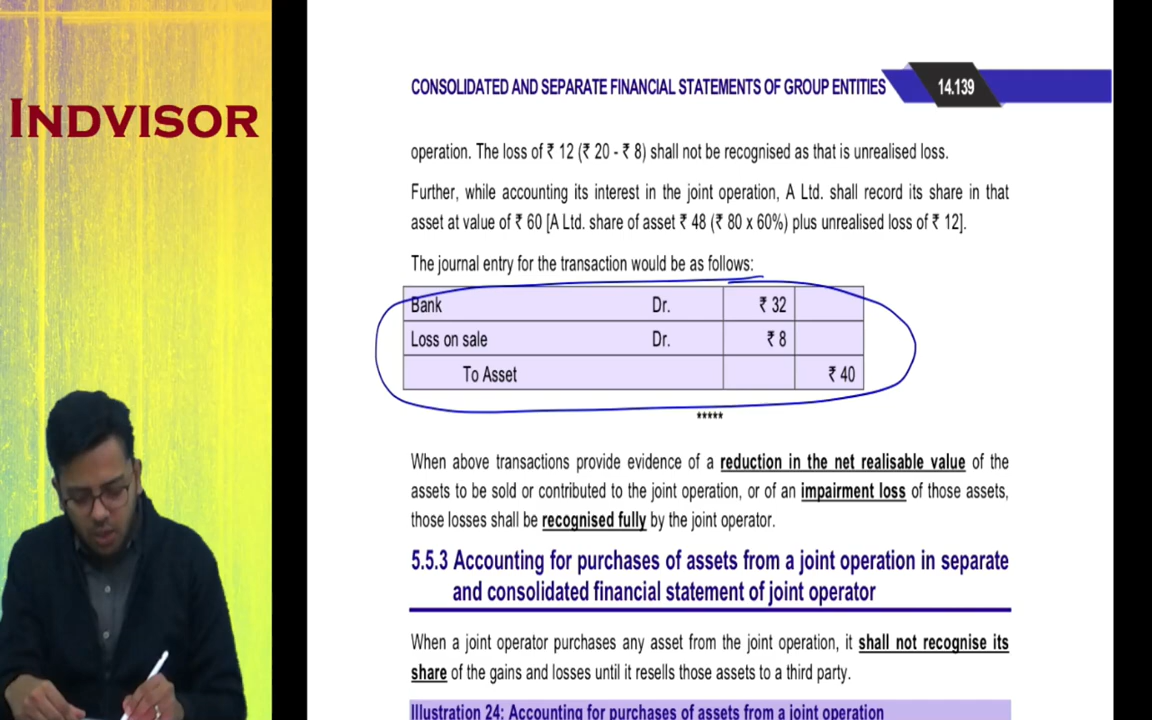 INDVISOR
CONSOLIDATED AND SEPARATE FINANCIAL STATEMENTS OF GROUP ENTITIES 14.139
operation. The loss of ₹ 12 (₹ 20 - ₹ 8) shall not be recognised as that is unrealised loss.
Further, while accounting its interest in the joint operation, A Ltd. shall record its share in that
asset at value of ₹ 60 [A Ltd. share of asset ₹ 48 (₹ 80 x 60%) plus unrealised loss of ₹ 12].
The journal entry for the transaction would be as follows:
Bank Dr. ₹ 32
Loss on sale Dr. ₹ 8
To Asset ₹ 40
*****
When above transactions provide evidence of a reduction in the net realisable value of the
assets to be sold or contributed to the joint operation, or of an impairment loss of those assets,
those losses shall be recognised fully by the joint operator.
5.5.3 Accounting for purchases of assets from a joint operation in separate
and consolidated financial statement of joint operator
When a joint operator purchases any asset from the joint operation, it shall not recognise its
share of the gains and losses until it resells those assets to a third party.
Illustration 24: Accounting for purchases of assets from a joint operation